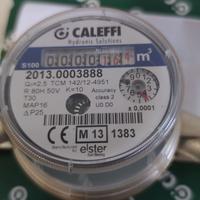 CALEFFI
Hydronic Solutions
m³
S100
2013.0003888
Q₃=2,5 TCM 142/12-4951
R 80H 50V K=10 Accuracy
T30 class 2
MAP16 U0 D0
ΔP25
x 0,0001
CE M 13 1383
elster